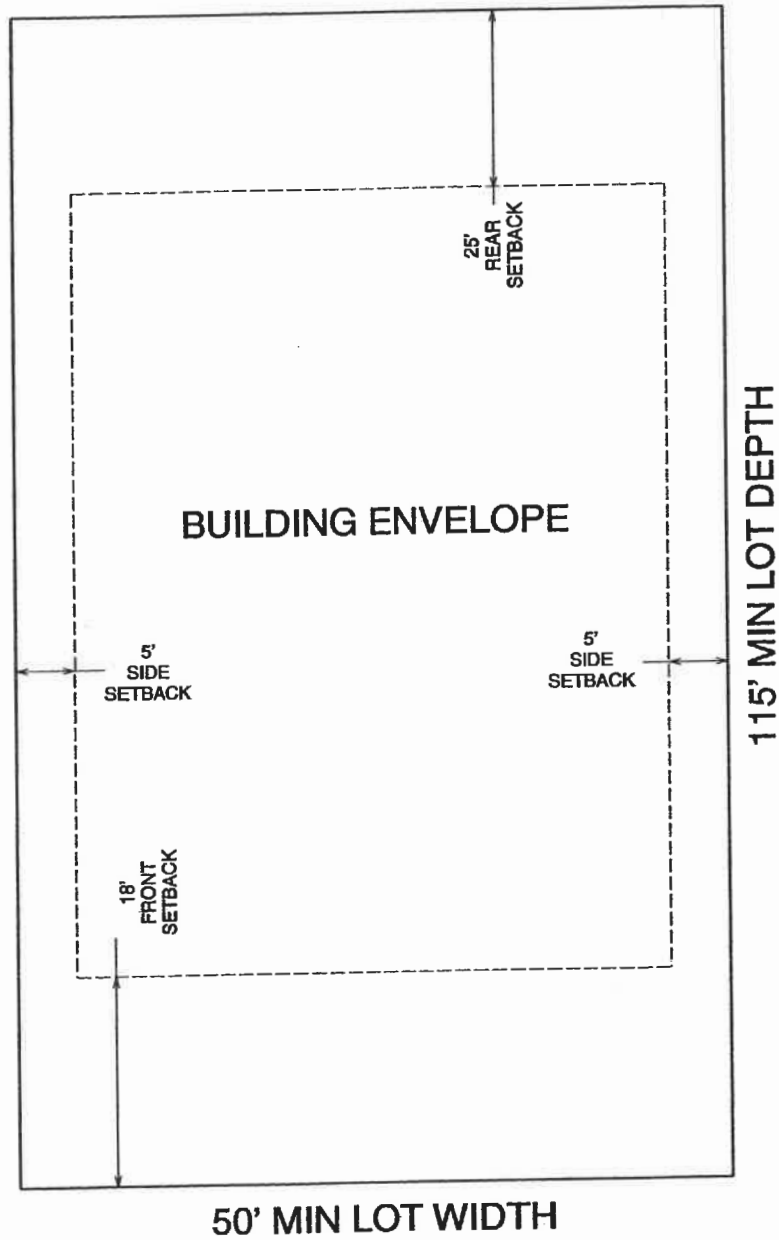 25'
REAR
SETBACK
BUILDING ENVELOPE
5'
SIDE
SETBACK
5'
SIDE
SETBACK
18'
FRONT
SETBACK
115' MIN LOT DEPTH
50' MIN LOT WIDTH